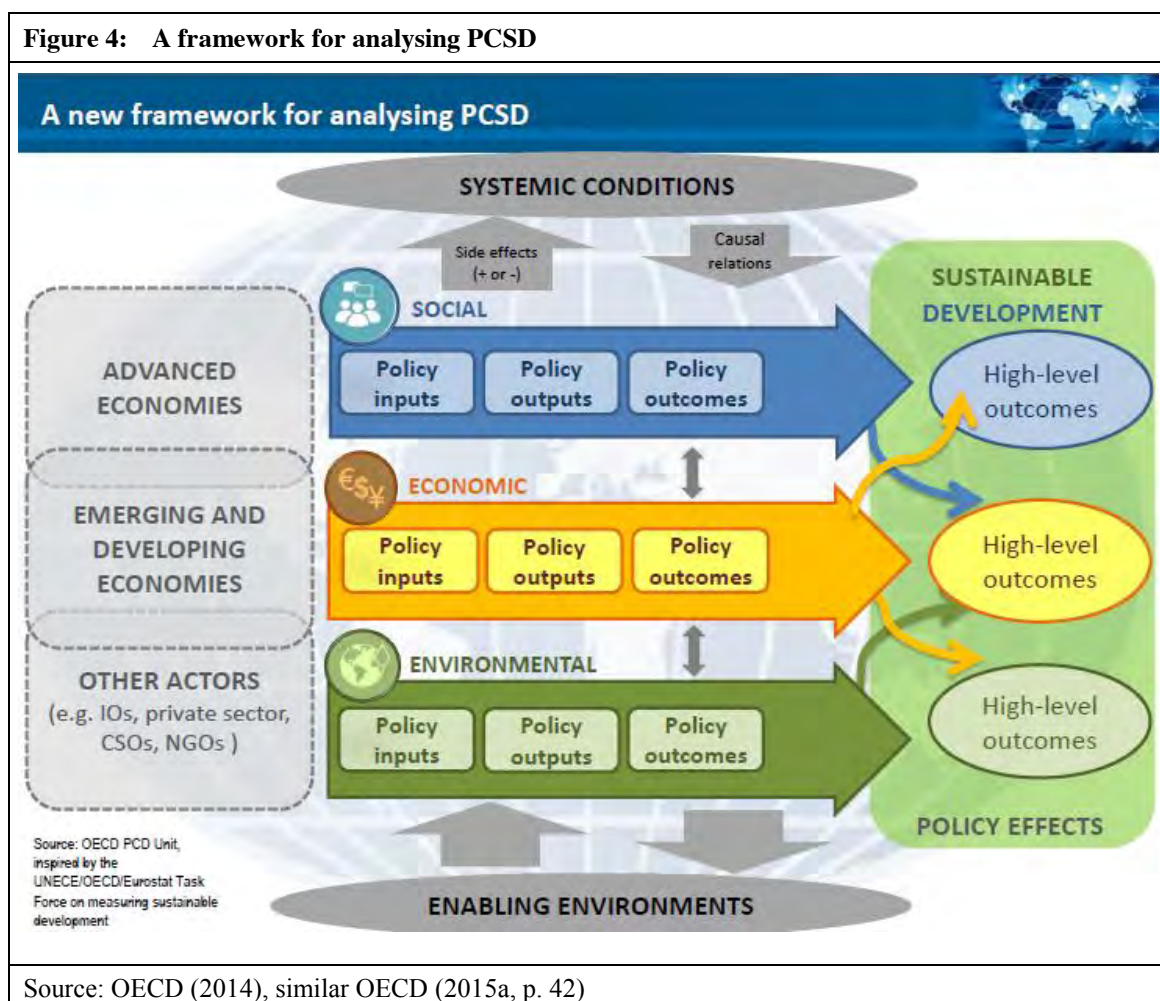 Figure 4: A framework for analysing PCSD
A new framework for analysing PCSD
SYSTEMIC CONDITIONS
Side effects
(+ or -)
Causal
relations
ADVANCED
ECONOMIES
EMERGING AND
DEVELOPING
ECONOMIES
OTHER ACTORS
(e.g. IOs, private sector,
CSOs, NGOs )
SOCIAL
Policy
inputs
Policy
outputs
Policy
outcomes
€$¥
ECONOMIC
Policy
inputs
Policy
outputs
Policy
outcomes
ENVIRONMENTAL
Policy
inputs
Policy
outputs
Policy
outcomes
SUSTAINABLE
DEVELOPMENT
High-level
outcomes
High-level
outcomes
High-level
outcomes
POLICY EFFECTS
Source: OECD PCD Unit,
inspired by the
UNECE/OECD/Eurostat Task
Force on measuring sustainable
development
ENABLING ENVIRONMENTS
Source: OECD (2014), similar OECD (2015a, p. 42)